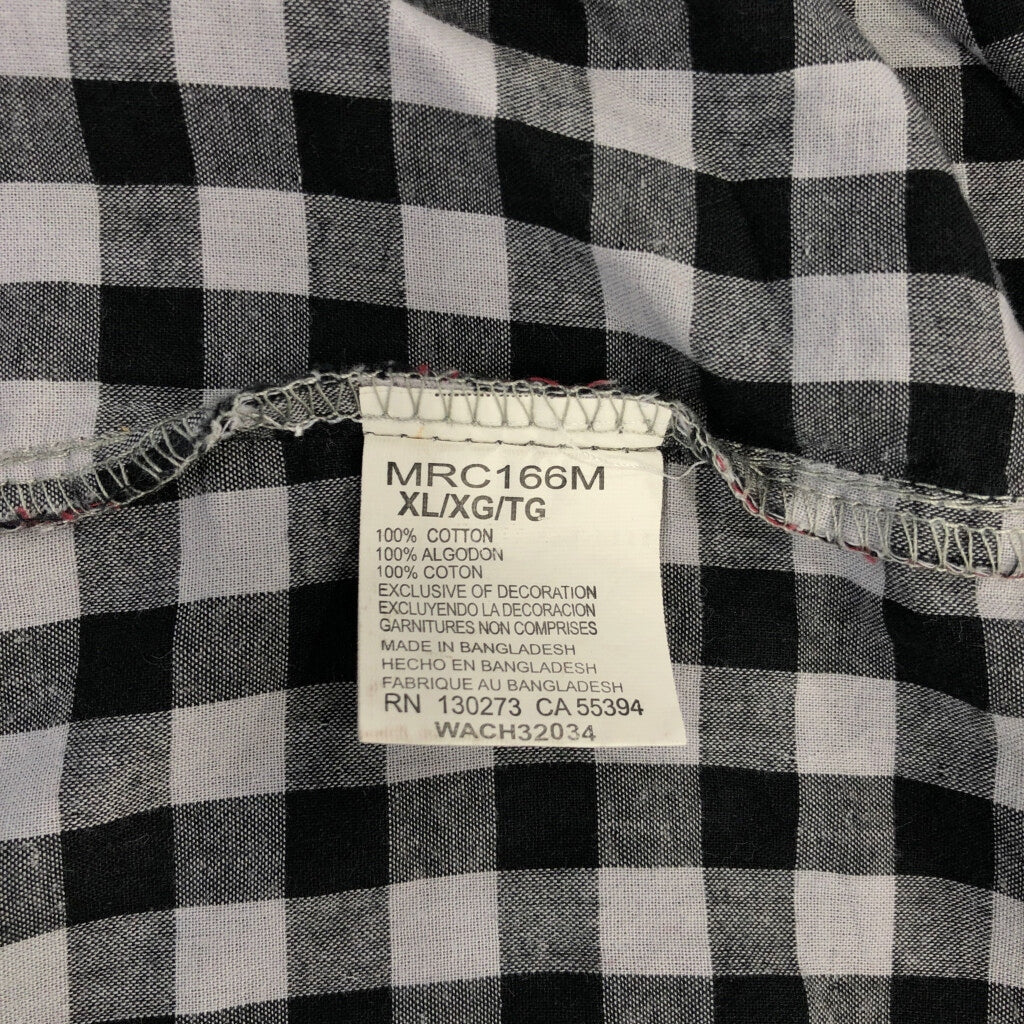 MRC166M
XL/XG/TG
100% COTTON
100% ALGODON
100% COTON
EXCLUSIVE OF DECORATION
EXCLUYENDO LA DECORACION
GARNITURES NON COMPRISES
MADE IN BANGLADESH
HECHO EN BANGLADESH
FABRIQUE AU BANGLADESH
RN 130273 CA 55394
WACH32034